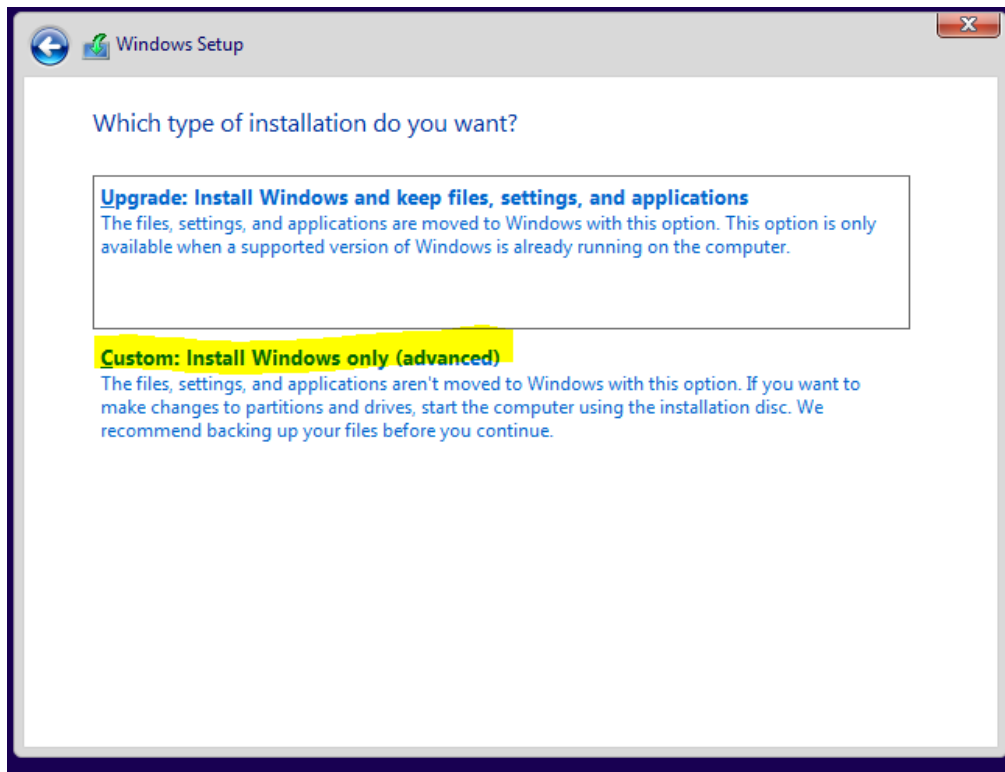 Windows Setup
Which type of installation do you want?
Upgrade: Install Windows and keep files, settings, and applications
The files, settings, and applications are moved to Windows with this option. This option is only
available when a supported version of Windows is already running on the computer.
Custom: Install Windows only (advanced)
The files, settings, and applications aren't moved to Windows with this option. If you want to
make changes to partitions and drives, start the computer using the installation disc. We
recommend backing up your files before you continue.